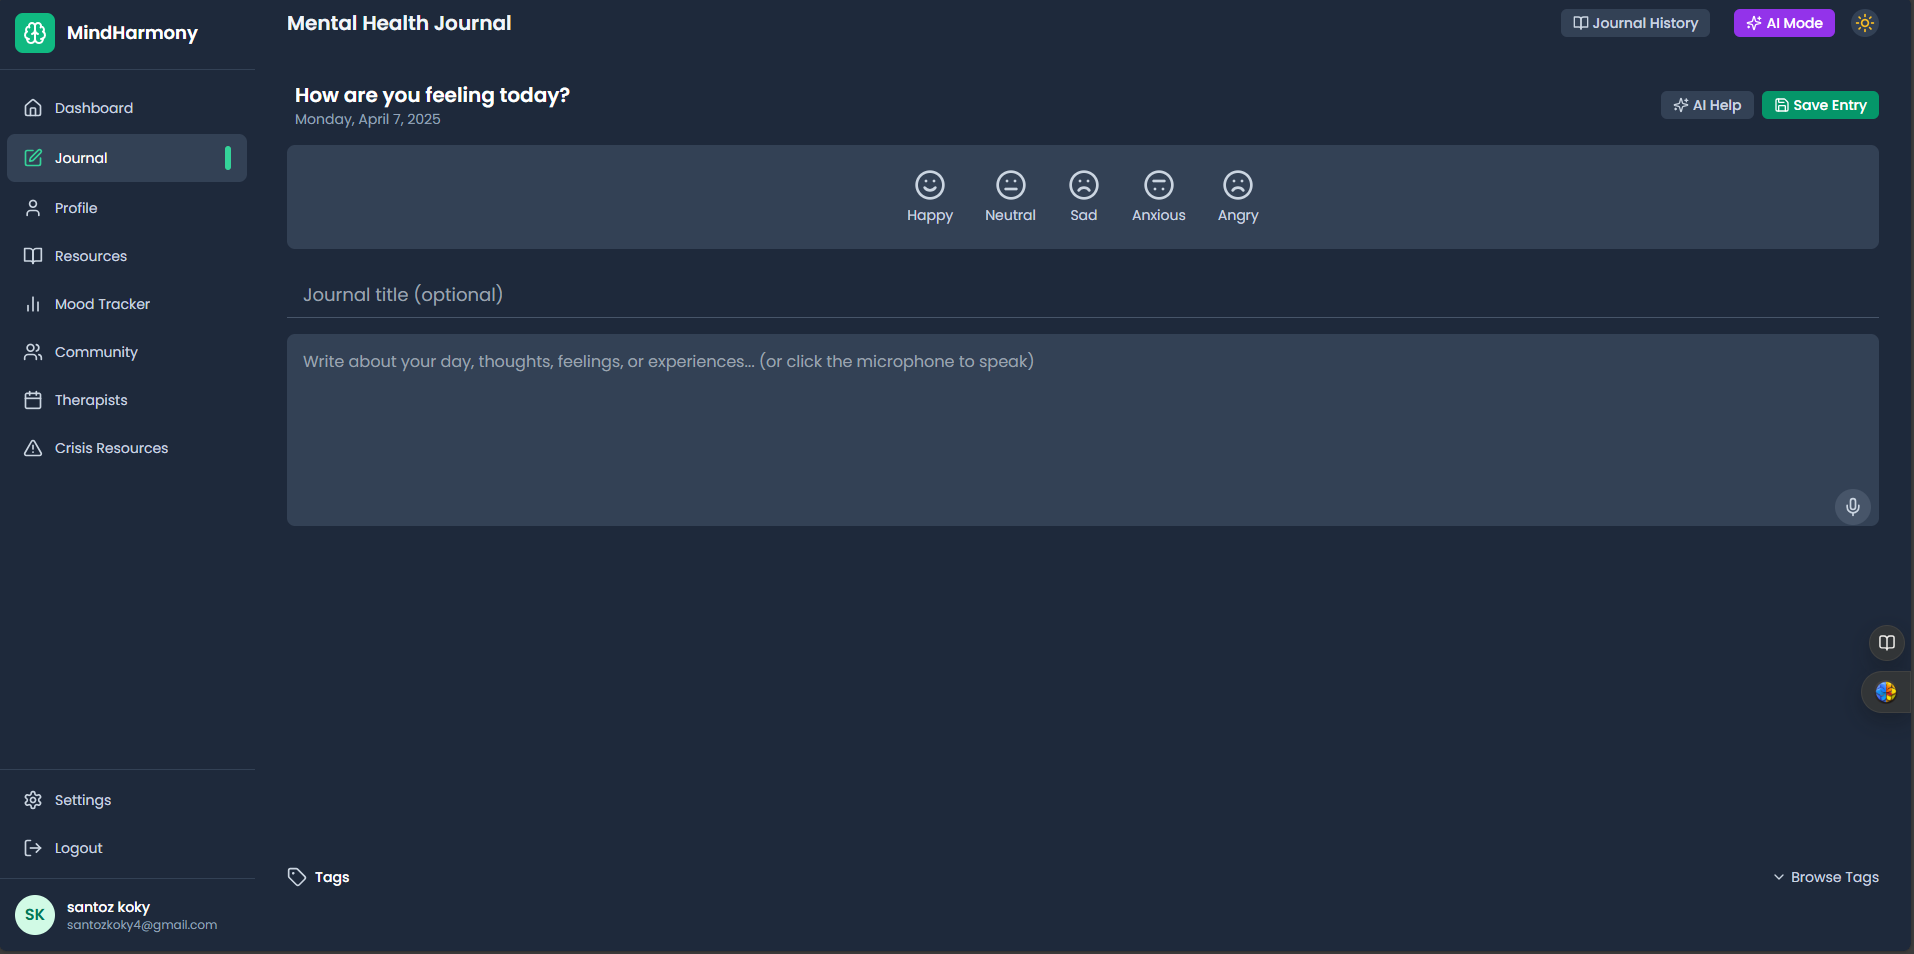 MindHarmony
Dashboard
Journal
Profile
Resources
Mood Tracker
Community
Therapists
Crisis Resources
Settings
Logout
SK
santoz koky
santozkoky4@gmail.com
Mental Health Journal
Journal History
AI Mode
How are you feeling today?
Monday, April 7, 2025
AI Help
Save Entry
Happy
Neutral
Sad
Anxious
Angry
Journal title (optional)
Write about your day, thoughts, feelings, or experiences... (or click the microphone to speak)
Tags
Browse Tags